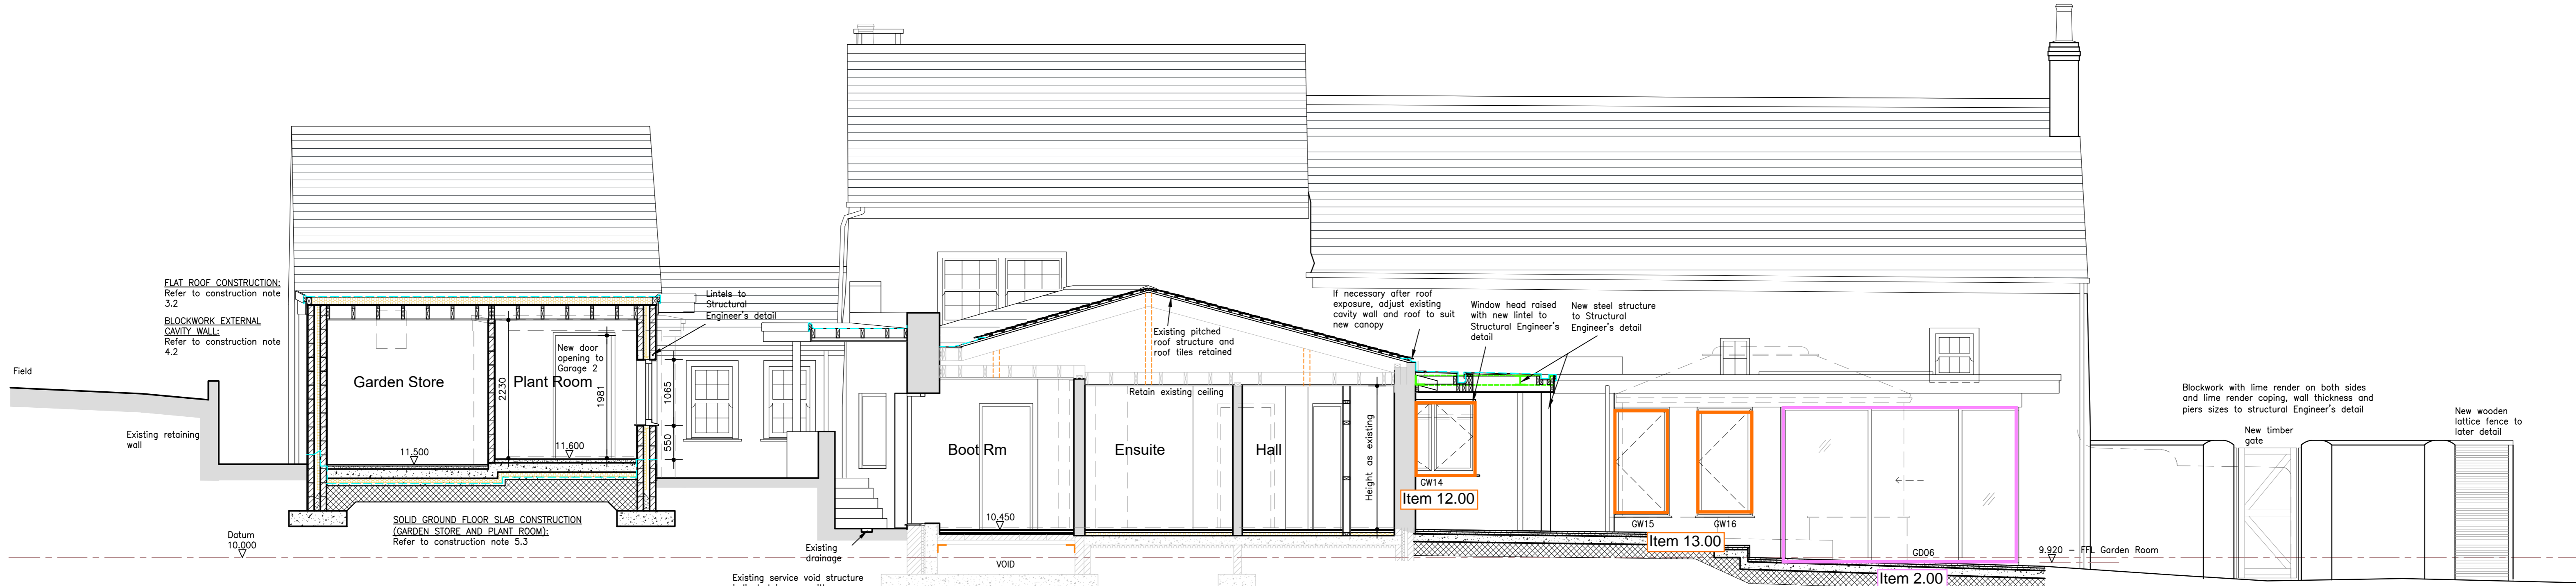 FLAT ROOF CONSTRUCTION:
Refer to construction note
3.2
BLOCKWORK EXTERNAL
CAVITY WALL:
Refer to construction note
4.2
Field
Existing retaining
wall
Datum
10,000
Garden Store
11.500
2230
New door
opening to
Garage 2
Plant Room
1981
11.600
Lintels to
Structural
Engineer's detail
1065
550
SOLID GROUND FLOOR SLAB CONSTRUCTION
(GARDEN STORE AND PLANT ROOM):
Refer to construction note 5.3
Existing
drainage
Existing service void structure
Existing pitched
roof structure and
roof tiles retained
Retain existing ceiling
Boot Rm
10.450
Ensuite
Hall
Height as existing
VOID
If necessary after roof
exposure, adjust existing
cavity wall and roof to suit
new canopy
Window head raised
with new lintel to
Structural Engineer's
detail
New steel structure
to Structural
Engineer's detail
GW14
Item 12.00
GW15
GW16
Item 13.00
GD06
Item 2.00
9.920 - FFL Garden Room
Blockwork with lime render on both sides
and lime render coping, wall thickness and
piers sizes to structural Engineer's detail
New timber
gate
New wooden
lattice fence to
later detail